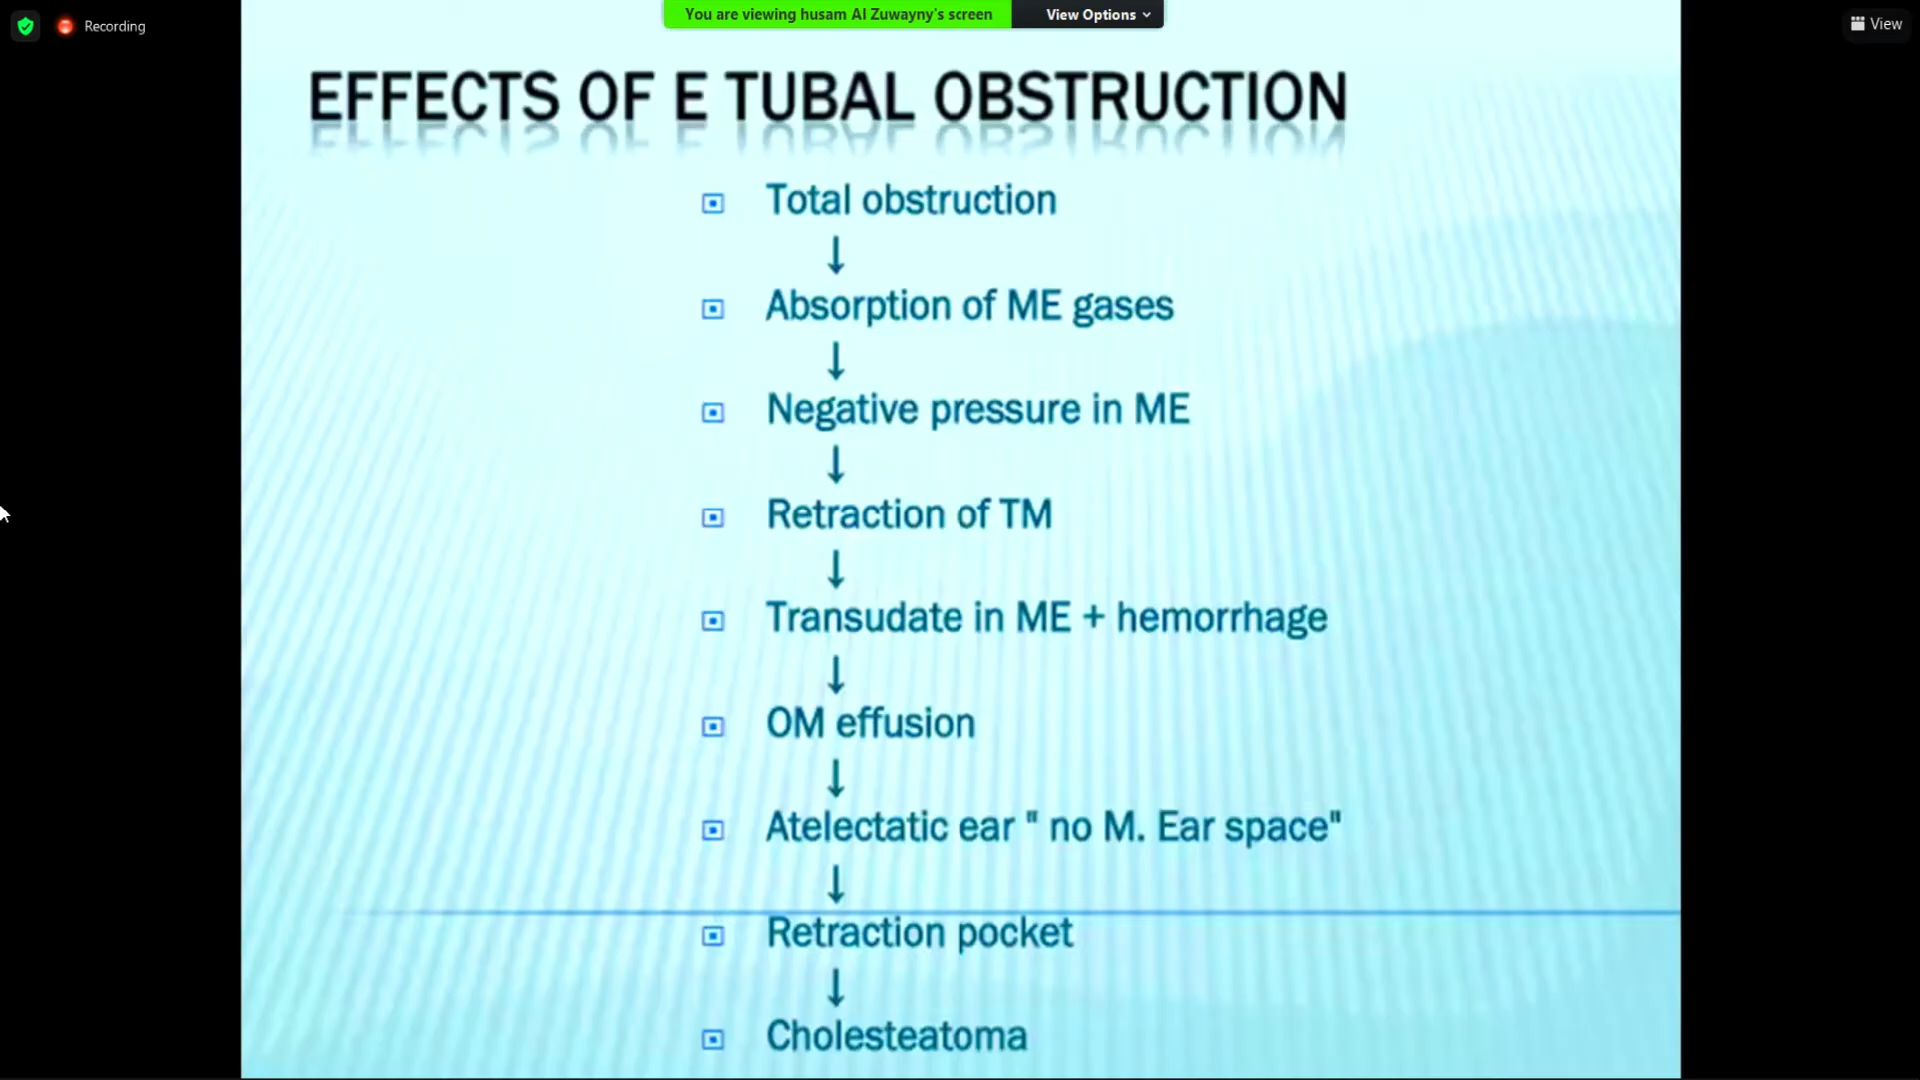 Recording
You are viewing husam Al Zuwayny's screen
View Options
View
EFFECTS OF E TUBAL OBSTRUCTION
Total obstruction
↓
Absorption of ME gases
↓
Negative pressure in ME
↓
Retraction of TM
↓
Transudate in ME + hemorrhage
↓
OM effusion
↓
Atelectatic ear " no M. Ear space"
↓
Retraction pocket
↓
Cholesteatoma